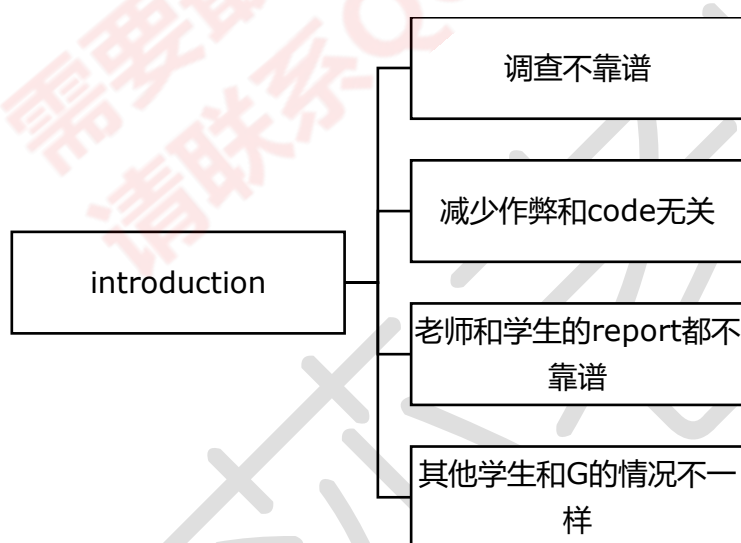 调查不靠谱
减少作弊和code无关
introduction
老师和学生的report都不
靠谱
其他学生和G的情况不一
样